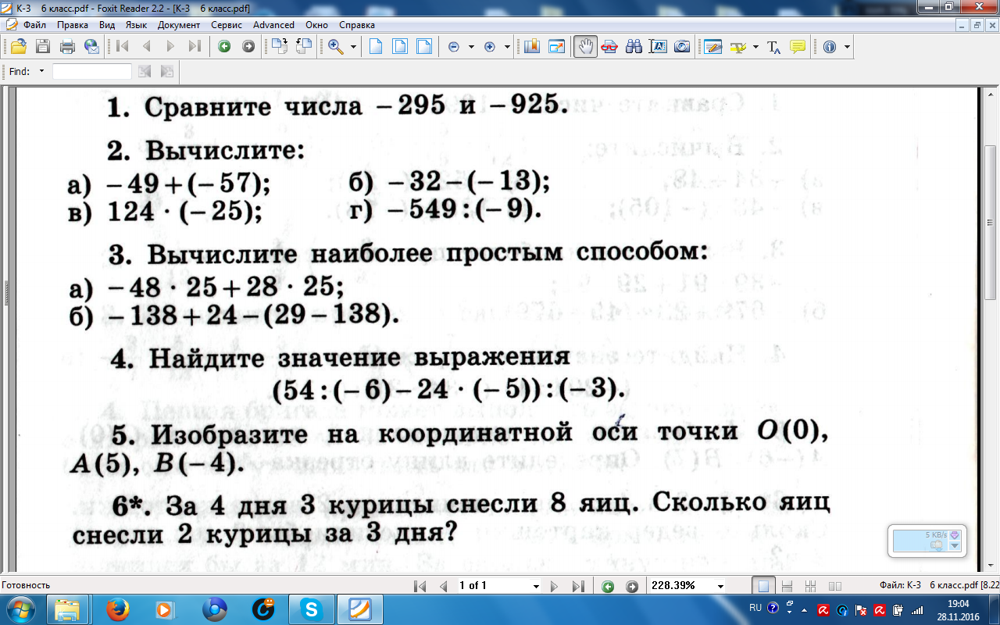 K-3    6 класс.pdf - Foxit Reader 2.2 - [K-3    6 класс.pdf]
Файл Правка Вид Язык Документ Сервис Advanced Окно Справка
Find:
1. Сравните числа – 295 и – 925.
2. Вычислите:
а) – 49 + (– 57); б) – 32 – (– 13);
в) 124 · (– 25); г) – 549 : (– 9).
3. Вычислите наиболее простым способом:
а) – 48 · 25 + 28 · 25;
б) – 138 + 24 – (29 – 138).
4. Найдите значение выражения
(54 : (– 6) – 24 · (– 5)) : (– 3).
5. Изобразите на координатной оси точки O(0),
A(5), B(– 4).
6*. За 4 дня 3 курицы снесли 8 яиц. Сколько яиц
снесли 2 курицы за 3 дня?
5 KB/s
Готовность 1 of 1 228.39% Файл: K-3    6 класс.pdf [8.22
RU 19:04
28.11.2016